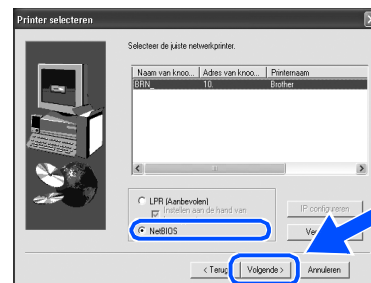 Printer selecteren
Selecteer de juiste netwerkprinter.
Naam van knoo... Adres van knoo... Printernaam
BRN_ 10. Brother
LPR (Aanbevolen)
Instellen aan de hand van
IP configureren
NetBIOS
< Terug Volgende > Annuleren